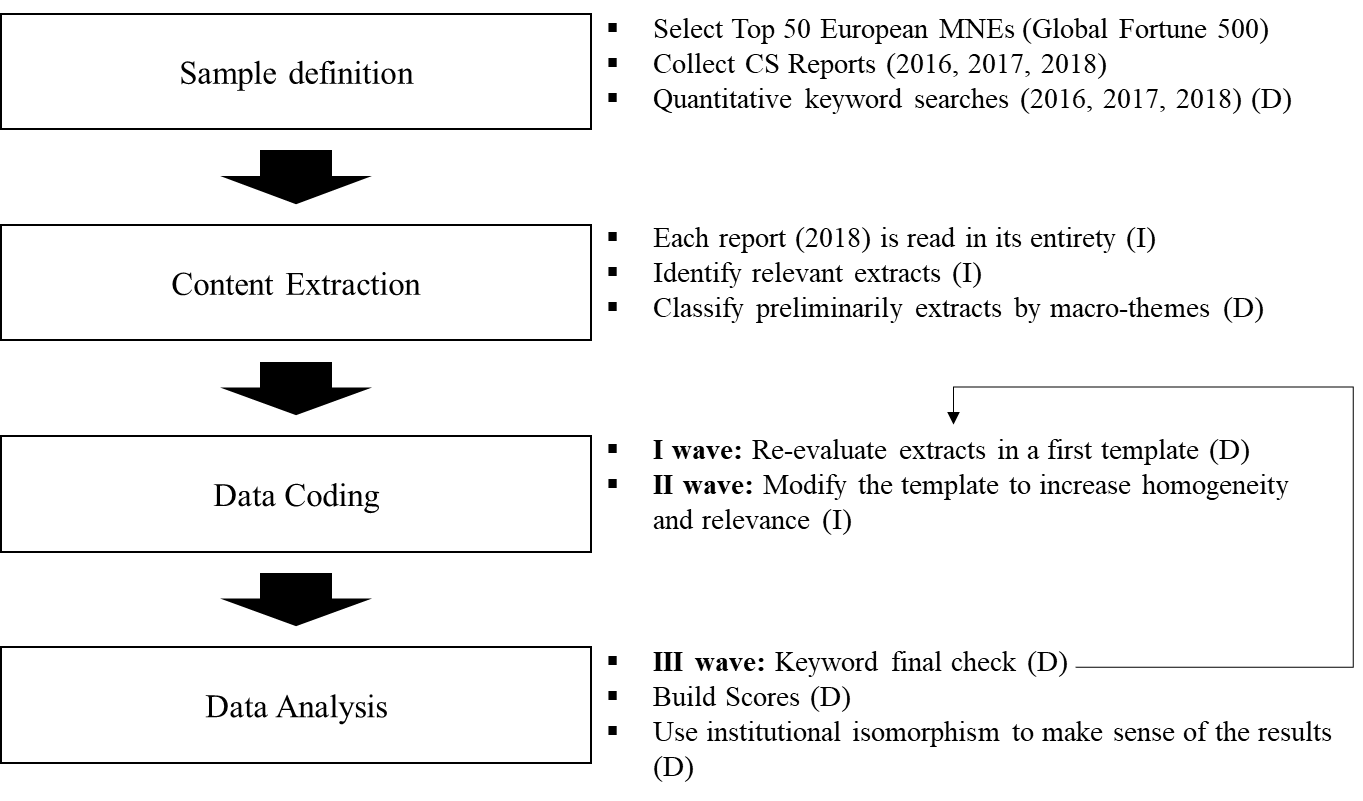 Sample definition
▪ Select Top 50 European MNEs (Global Fortune 500)
▪ Collect CS Reports (2016, 2017, 2018)
▪ Quantitative keyword searches (2016, 2017, 2018) (D)
Content Extraction
▪ Each report (2018) is read in its entirety (I)
▪ Identify relevant extracts (I)
▪ Classify preliminarily extracts by macro-themes (D)
Data Coding
▪ I wave: Re-evaluate extracts in a first template (D)
▪ II wave: Modify the template to increase homogeneity
and relevance (I)
Data Analysis
▪ III wave: Keyword final check (D)
▪ Build Scores (D)
▪ Use institutional isomorphism to make sense of the results
(D)